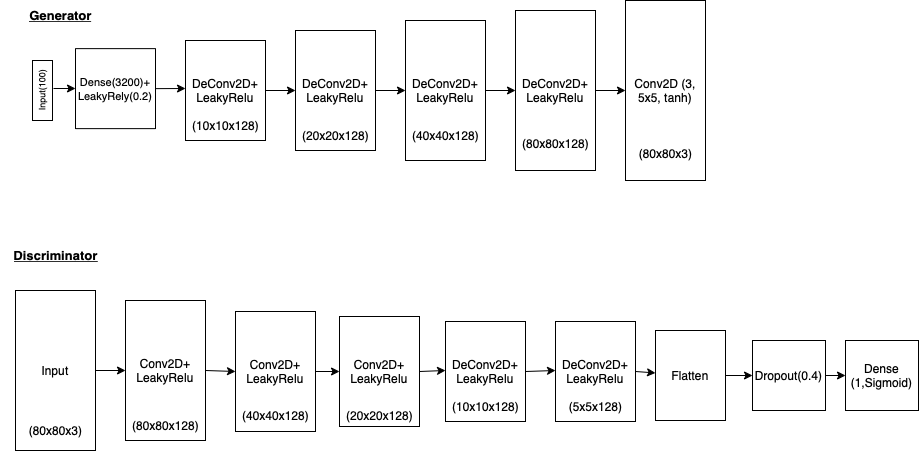 Generator
Input(100)
Dense(3200)+
LeakyRely(0.2)
DeConv2D+
LeakyRelu
(10x10x128)
DeConv2D+
LeakyRelu
(20x20x128)
DeConv2D+
LeakyRelu
(40x40x128)
DeConv2D+
LeakyRelu
(80x80x128)
Conv2D (3,
5x5, tanh)
(80x80x3)
Discriminator
Input
(80x80x3)
Conv2D+
LeakyRelu
(80x80x128)
Conv2D+
LeakyRelu
(40x40x128)
Conv2D+
LeakyRelu
(20x20x128)
DeConv2D+
LeakyRelu
(10x10x128)
DeConv2D+
LeakyRelu
(5x5x128)
Flatten
Dropout(0.4)
Dense
(1,Sigmoid)